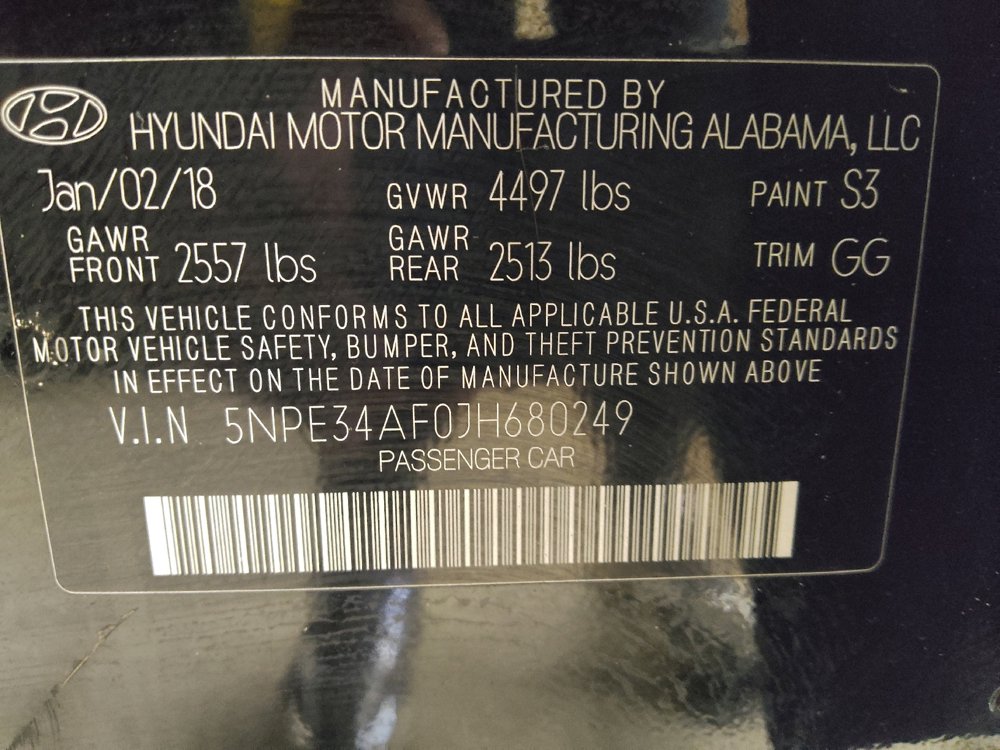 MANUFACTURED BY
HYUNDAI MOTOR MANUFACTURING ALABAMA, LLC
Jan/02/18 GVWR 4497 lbs PAINT S3
GAWR FRONT 2557 lbs GAWR REAR 2513 lbs TRIM GG
THIS VEHICLE CONFORMS TO ALL APPLICABLE U.S.A. FEDERAL
MOTOR VEHICLE SAFETY, BUMPER, AND THEFT PREVENTION STANDARDS
IN EFFECT ON THE DATE OF MANUFACTURE SHOWN ABOVE
V.I.N 5NPE34AF0JH680249
PASSENGER CAR